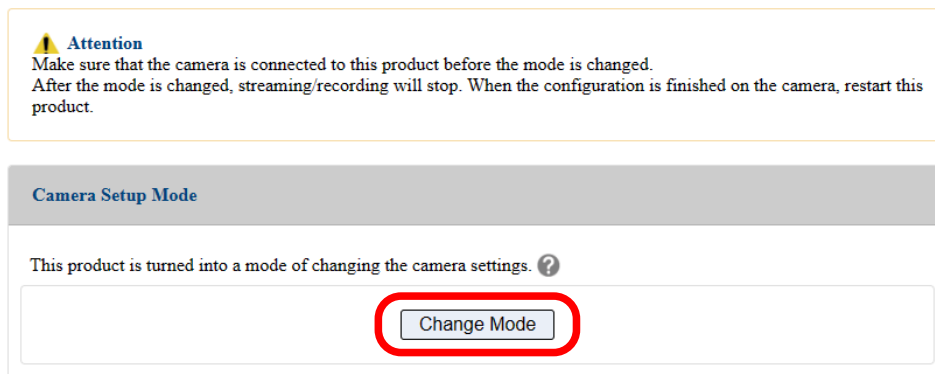 Attention
Make sure that the camera is connected to this product before the mode is changed.
After the mode is changed, streaming/recording will stop. When the configuration is finished on the camera, restart this
product.
Camera Setup Mode
This product is turned into a mode of changing the camera settings. ?
Change Mode